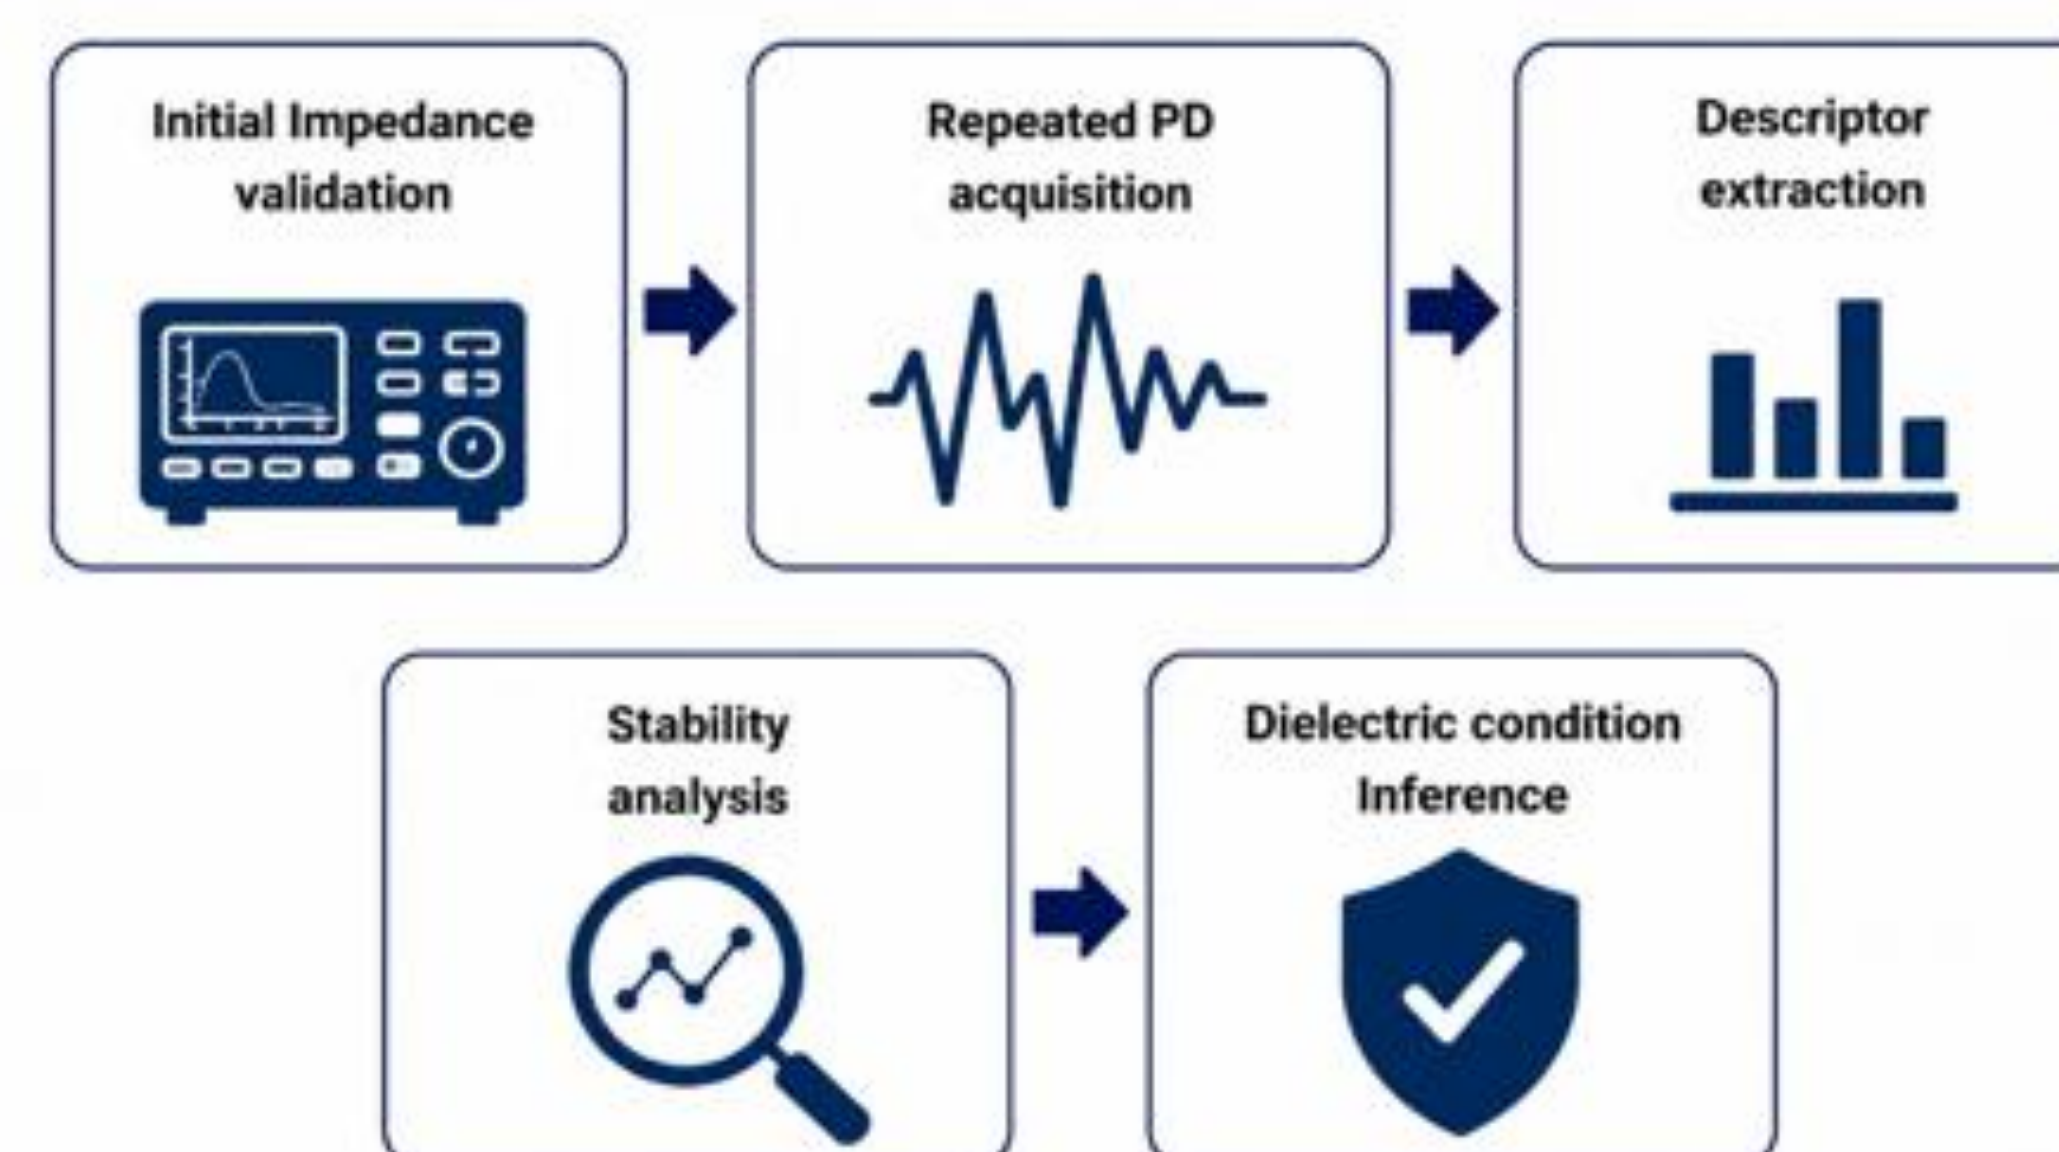 Initial Impedance
validation
Repeated PD
acquisition
Descriptor
extraction
Stability
analysis
Dielectric condition
Inference